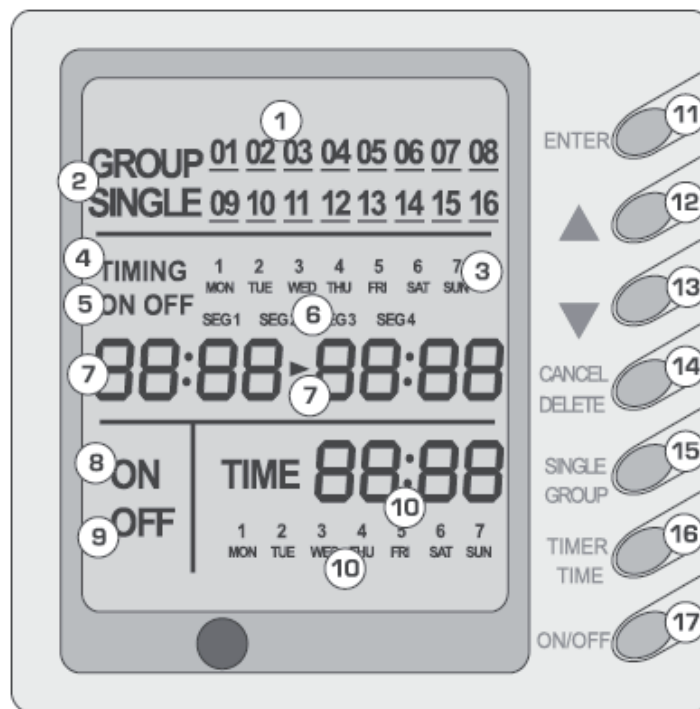 1
GROUP 01 02 03 04 05 06 07 08
2
SINGLE 09 10 11 12 13 14 15 16
4 TIMING 1 2 3 4 5 6 7 3
MON TUE WED THU FRI SAT SUN
5 ON OFF
6
SEG1 SEG2 SEG3 SEG4
7 88:88 ► 88:88
7
8 ON TIME 88:88
9 OFF 10
1 2 3 4 5 6 7
MON TUE WED THU FRI SAT SUN
10
ENTER 11
▲ 12
▼ 13
CANCEL 14
DELETE
SINGLE 15
GROUP
TIMER 16
TIME
ON/OFF 17